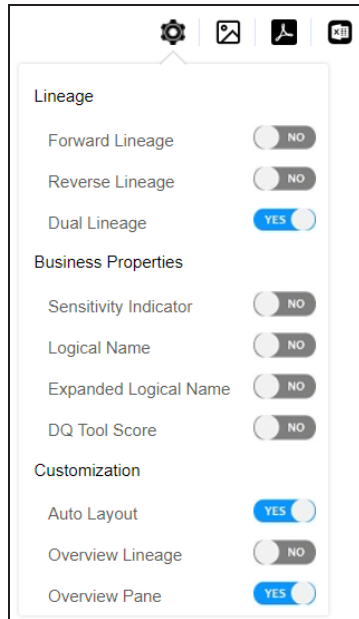 Lineage
Forward Lineage NO
Reverse Lineage NO
Dual Lineage YES
Business Properties
Sensitivity Indicator NO
Logical Name NO
Expanded Logical Name NO
DQ Tool Score NO
Customization
Auto Layout YES
Overview Lineage NO
Overview Pane YES